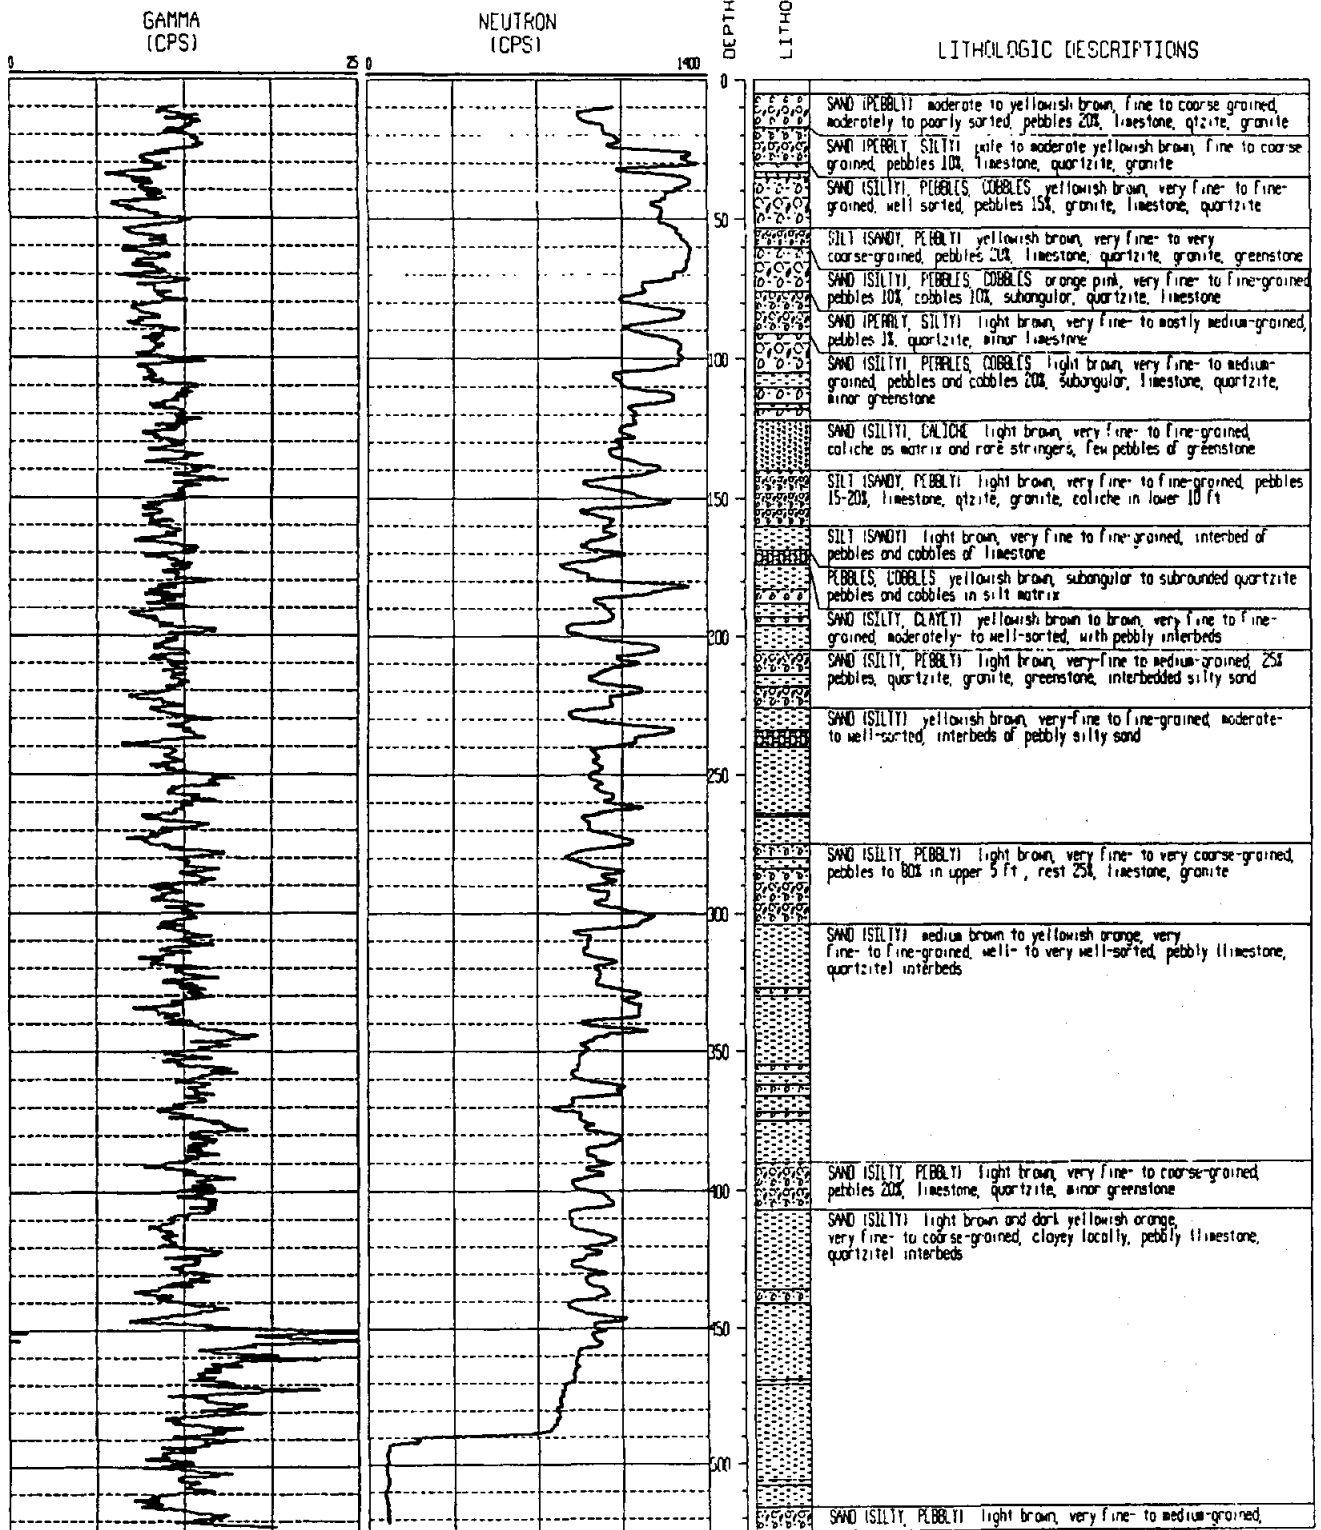 GAMMA
(CPS)
NEUTRON
(CPS)
DEPTH
LITHO
LITHOLOGIC DESCRIPTIONS
0
25
0
1400
0
50
100
150
200
250
300
350
400
450
500
SAND (PEBBLY) moderate to yellowish brown, fine to coarse grained,
moderately to poorly sorted, pebbles 20%, limestone, qtzite, granite
SAND (PEBBLY, SILTY) pale to moderate yellowish brown, fine to coarse
grained, pebbles 10%, limestone, quartzite, granite
SAND (SILTY), PEBBLES, COBBLES yellowish brown, very fine- to fine-
grained, well sorted, pebbles 15%, granite, limestone, quartzite
SILT (SANDY, PEBBLY) yellowish brown, very fine- to very
coarse-grained, pebbles 20%, limestone, quartzite, granite, greenstone
SAND (SILTY), PEBBLES, COBBLES orange pink, very fine- to fine-grained
pebbles 10%, cobbles 10%, subangular, quartzite, limestone
SAND (PEBBLY, SILTY) light brown, very fine- to mostly medium-grained,
pebbles 1%, quartzite, minor limestone
SAND (SILTY), PEBBLES, COBBLES light brown, very fine- to medium-
grained, pebbles and cobbles 20%, subangular, limestone, quartzite,
minor greenstone
SAND (SILTY), CALICHE light brown, very fine- to fine-grained,
caliche as matrix and rare stringers, few pebbles of greenstone
SILT (SANDY, PEBBLY) light brown, very fine- to fine-grained, pebbles
15-20%, limestone, qtzite, granite, caliche in lower 10 ft
SILT (SANDY) light brown, very fine to fine-grained, interbed of
pebbles and cobbles of limestone
PEBBLES, COBBLES yellowish brown, subangular to subrounded quartzite
pebbles and cobbles in silt matrix
SAND (SILTY, CLAYEY) yellowish brown to brown, very fine to fine-
grained, moderately- to well-sorted, with pebbly interbeds
SAND (SILTY, PEBBLY) light brown, very-fine to medium-grained, 25%
pebbles, quartzite, granite, greenstone, interbedded silty sand
SAND (SILTY) yellowish brown, very-fine to fine-grained, moderate-
to well-sorted, interbeds of pebbly silty sand
SAND (SILTY, PEBBLY) light brown, very fine- to very coarse-grained,
pebbles to 80% in upper 5 ft, rest 25%, limestone, granite
SAND (SILTY) medium brown to yellowish orange, very
fine- to fine-grained, well- to very well-sorted, pebbly (limestone,
quartzite) interbeds
SAND (SILTY, PEBBLY) light brown, very fine- to coarse-grained,
pebbles 20%, limestone, quartzite, minor greenstone
SAND (SILTY) light brown and dark yellowish orange,
very fine- to coarse-grained, clayey locally, pebbly (limestone,
quartzite) interbeds
SAND (SILTY, PEBBLY) light brown, very fine- to medium-grained,